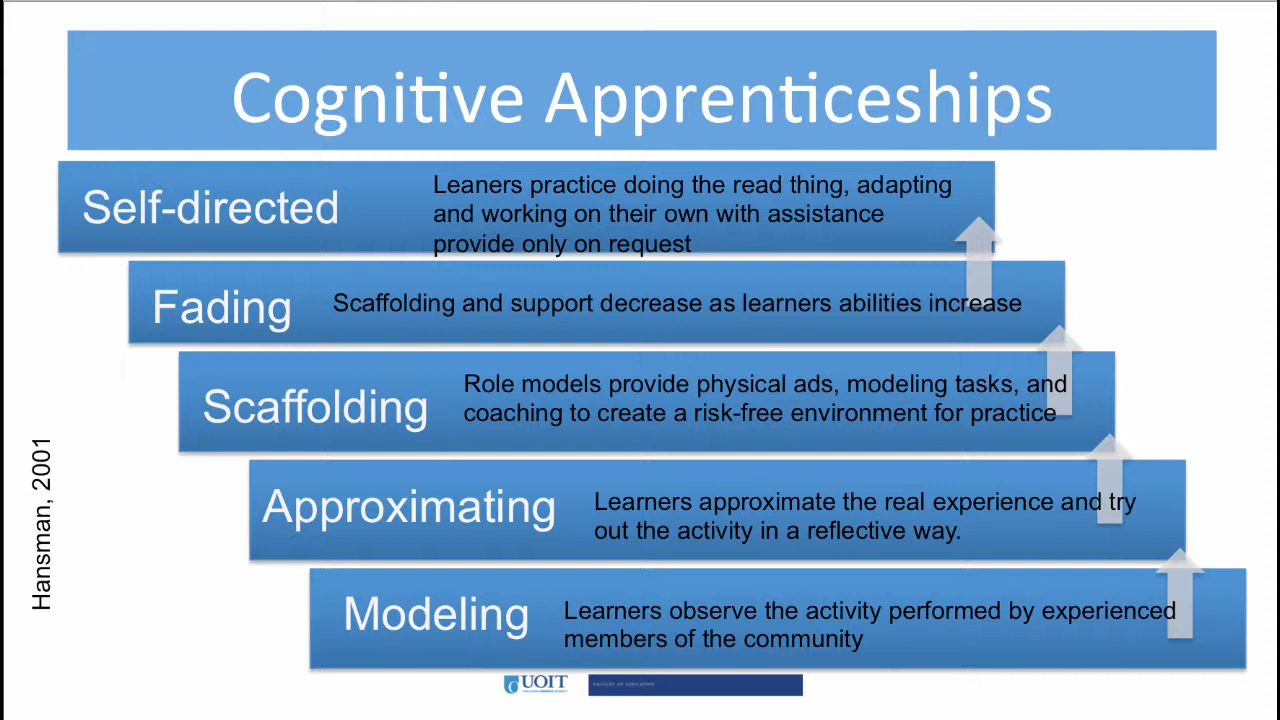 Cognitive Apprenticeships
Self-directed
Leaners practice doing the read thing, adapting
and working on their own with assistance
provide only on request
Fading
Scaffolding and support decrease as learners abilities increase
Scaffolding
Role models provide physical ads, modeling tasks, and
coaching to create a risk-free environment for practice
Approximating
Learners approximate the real experience and try
out the activity in a reflective way.
Modeling
Learners observe the activity performed by experienced
members of the community
Hansman, 2001
UOIT
FACULTY OF EDUCATION